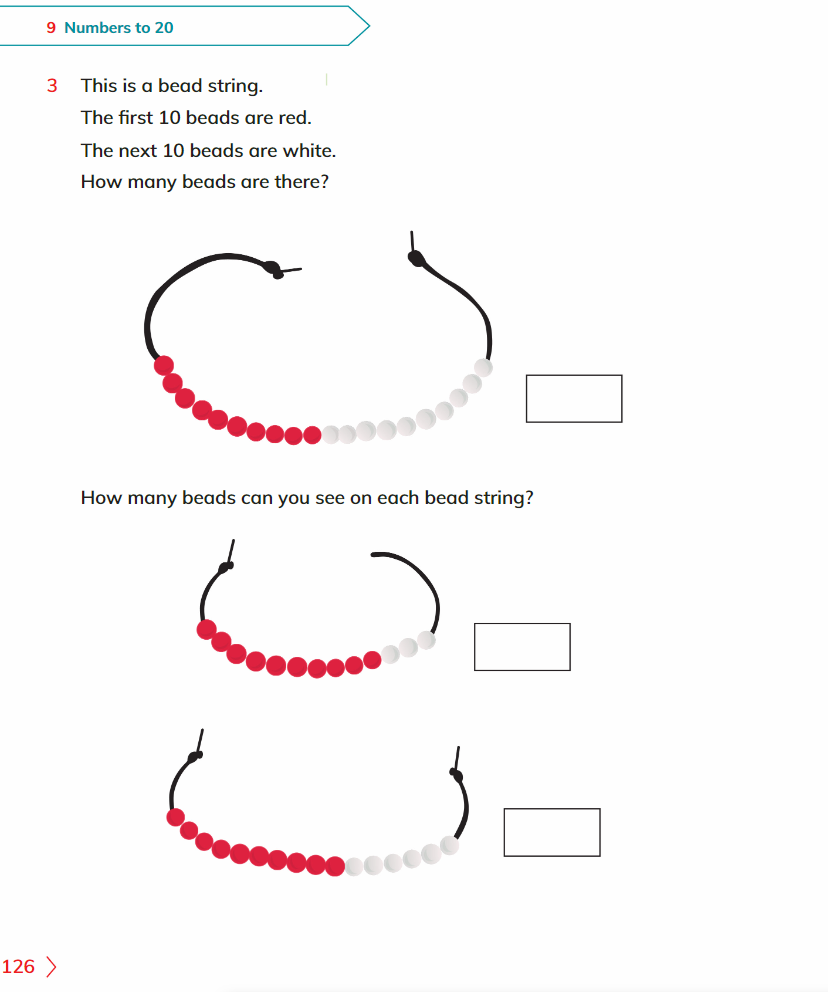 9 Numbers to 20
3 This is a bead string.
The first 10 beads are red.
The next 10 beads are white.
How many beads are there?
How many beads can you see on each bead string?
126